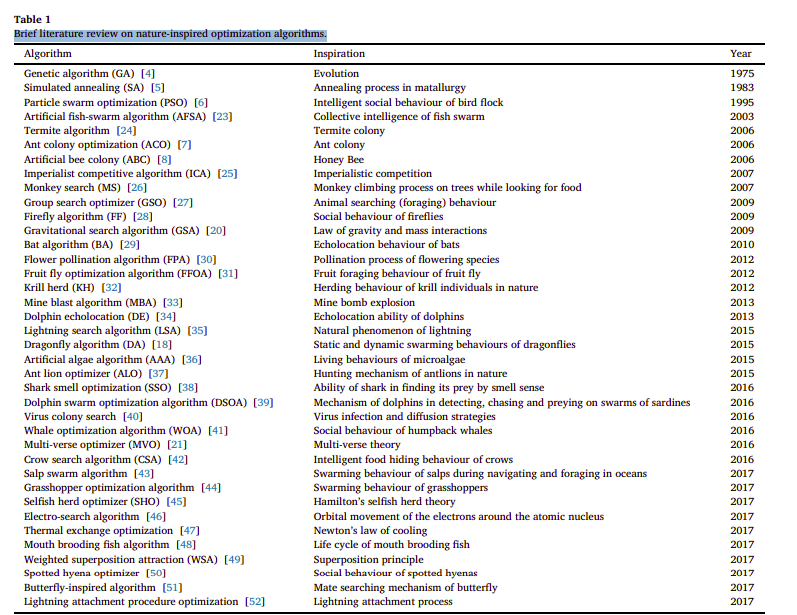 Table 1
Brief literature review on nature-inspired optimization algorithms.
Algorithm Inspiration Year
Genetic algorithm (GA) [4] Evolution 1975
Simulated annealing (SA) [5] Annealing process in matallurgy 1983
Particle swarm optimization (PSO) [6] Intelligent social behaviour of bird flock 1995
Artificial fish-swarm algorithm (AFSA) [23] Collective intelligence of fish swarm 2003
Termite algorithm [24] Termite colony 2006
Ant colony optimization (ACO) [7] Ant colony 2006
Artificial bee colony (ABC) [8] Honey Bee 2006
Imperialist competitive algorithm (ICA) [25] Imperialistic competition 2007
Monkey search (MS) [26] Monkey climbing process on trees while looking for food 2007
Group search optimizer (GSO) [27] Animal searching (foraging) behaviour 2009
Firefly algorithm (FF) [28] Social behaviour of fireflies 2009
Gravitational search algorithm (GSA) [20] Law of gravity and mass interactions 2009
Bat algorithm (BA) [29] Echolocation behaviour of bats 2010
Flower pollination algorithm (FPA) [30] Pollination process of flowering species 2012
Fruit fly optimization algorithm (FFOA) [31] Fruit foraging behaviour of fruit fly 2012
Krill herd (KH) [32] Herding behaviour of krill individuals in nature 2012
Mine blast algorithm (MBA) [33] Mine bomb explosion 2013
Dolphin echolocation (DE) [34] Echolocation ability of dolphins 2013
Lightning search algorithm (LSA) [35] Natural phenomenon of lightning 2015
Dragonfly algorithm (DA) [18] Static and dynamic swarming behaviours of dragonflies 2015
Artificial algae algorithm (AAA) [36] Living behaviours of microalgae 2015
Ant lion optimizer (ALO) [37] Hunting mechanism of antlions in nature 2015
Shark smell optimization (SSO) [38] Ability of shark in finding its prey by smell sense 2016
Dolphin swarm optimization algorithm (DSOA) [39] Mechanism of dolphins in detecting, chasing and preying on swarms of sardines 2016
Virus colony search [40] Virus infection and diffusion strategies 2016
Whale optimization algorithm (WOA) [41] Social behaviour of humpback whales 2016
Multi-verse optimizer (MVO) [21] Multi-verse theory 2016
Crow search algorithm (CSA) [42] Intelligent food hiding behaviour of crows 2016
Salp swarm algorithm [43] Swarming behaviour of salps during navigating and foraging in oceans 2017
Grasshopper optimization algorithm [44] Swarming behaviour of grasshoppers 2017
Selfish herd optimizer (SHO) [45] Hamilton's selfish herd theory 2017
Electro-search algorithm [46] Orbital movement of the electrons around the atomic nucleus 2017
Thermal exchange optimization [47] Newton's law of cooling 2017
Mouth brooding fish algorithm [48] Life cycle of mouth brooding fish 2017
Weighted superposition attraction (WSA) [49] Superposition principle 2017
Spotted hyena optimizer [50] Social behaviour of spotted hyenas 2017
Butterfly-inspired algorithm [51] Mate searching mechanism of butterfly 2017
Lightning attachment procedure optimization [52] Lightning attachment process 2017